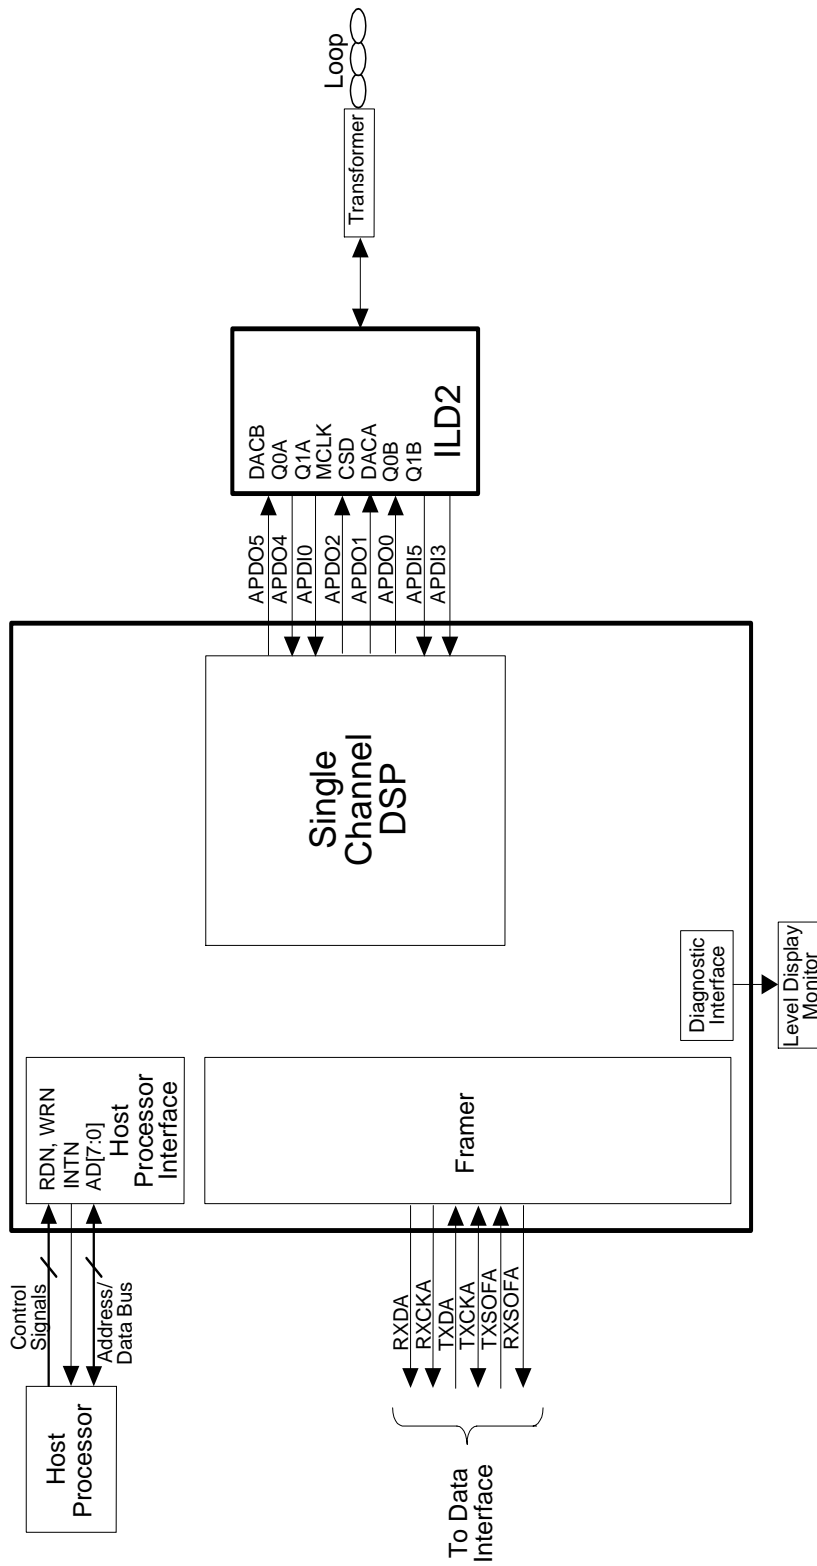 Host
Processor
Control
Signals
Address/
Data Bus
RDN, WRN
INTN
AD[7:0]
Host
Processor
Interface
To Data
Interface
RXDA
RXCKA
TXDA
TXCKA
TXSOFA
RXSOFA
Framer
Single
Channel
DSP
Diagnostic
Interface
Level Display
Monitor
APDO5
APDO4
APDI0
APDO2
APDO1
APDO0
APDI5
APDI3
DACB
Q0A
Q1A
MCLK
CSD
DACA
Q0B
Q1B
ILD2
Transformer
Loop